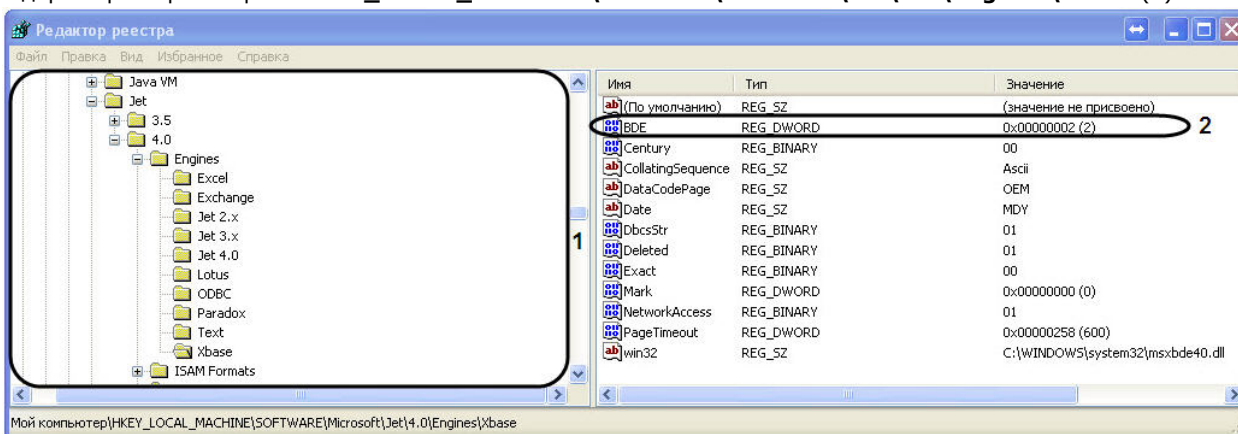 Редактор реестра
Файл Правка Вид Избранное Справка
Java VM
Jet
3.5
4.0
Engines
Excel
Exchange
Jet 2.x
Jet 3.x
Jet 4.0
Lotus
ODBC
Paradox
Text
Xbase
ISAM Formats
1
Имя Тип Значение
(По умолчанию) REG_SZ (значение не присвоено)
BDE REG_DWORD 0x00000002 (2)
2
Century REG_BINARY 00
CollatingSequence REG_SZ Ascii
DataCodePage REG_SZ OEM
Date REG_SZ MDY
DbcsStr REG_BINARY 01
Deleted REG_BINARY 01
Exact REG_BINARY 00
Mark REG_DWORD 0x00000000 (0)
NetworkAccess REG_BINARY 01
PageTimeout REG_DWORD 0x00000258 (600)
win32 REG_SZ C:\WINDOWS\system32\msxbde40.dll
Мой компьютер\HKEY_LOCAL_MACHINE\SOFTWARE\Microsoft\Jet\4.0\Engines\Xbase